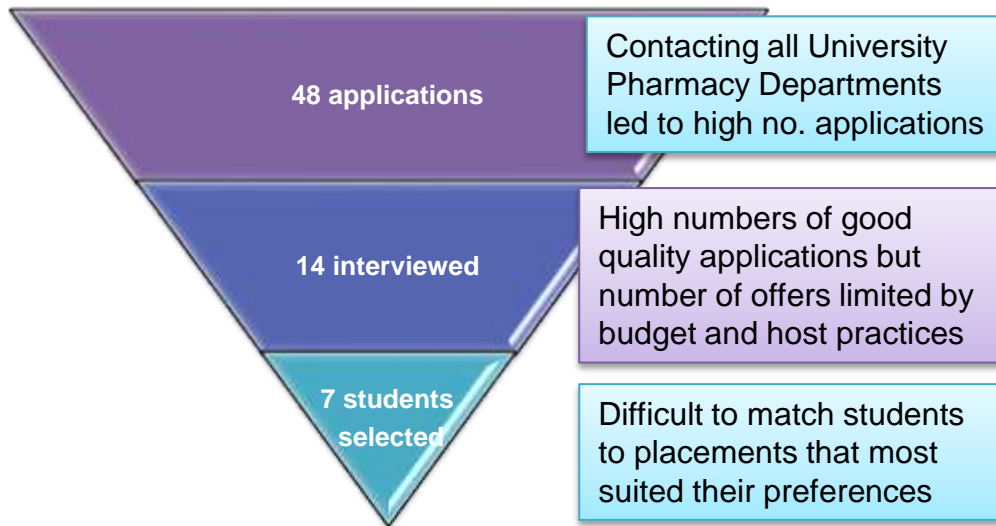 48 applications
Contacting all University
Pharmacy Departments
led to high no. applications
14 interviewed
High numbers of good
quality applications but
number of offers limited by
budget and host practices
7 students
selected
Difficult to match students
to placements that most
suited their preferences